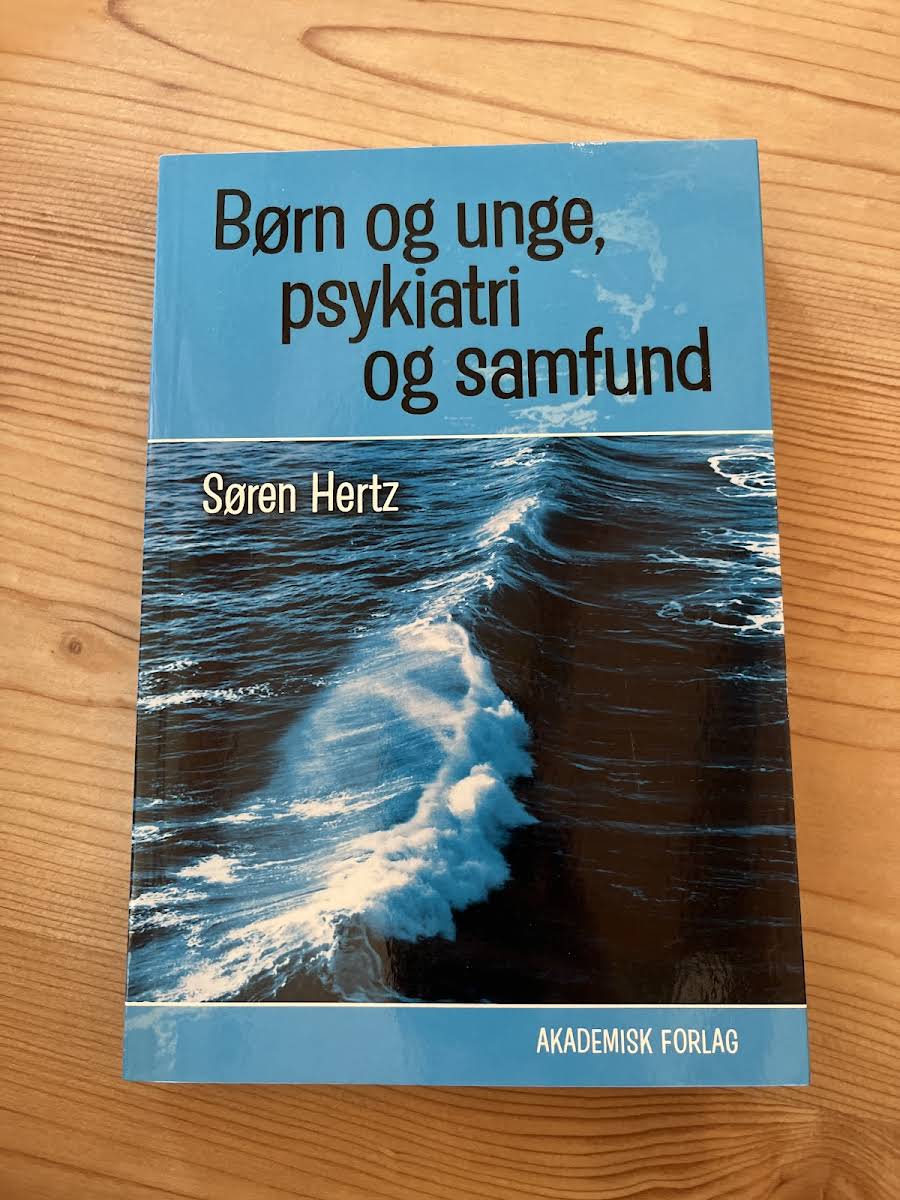 Børn og unge,
psykiatri
og samfund
Søren Hertz
AKADEMISK FORLAG